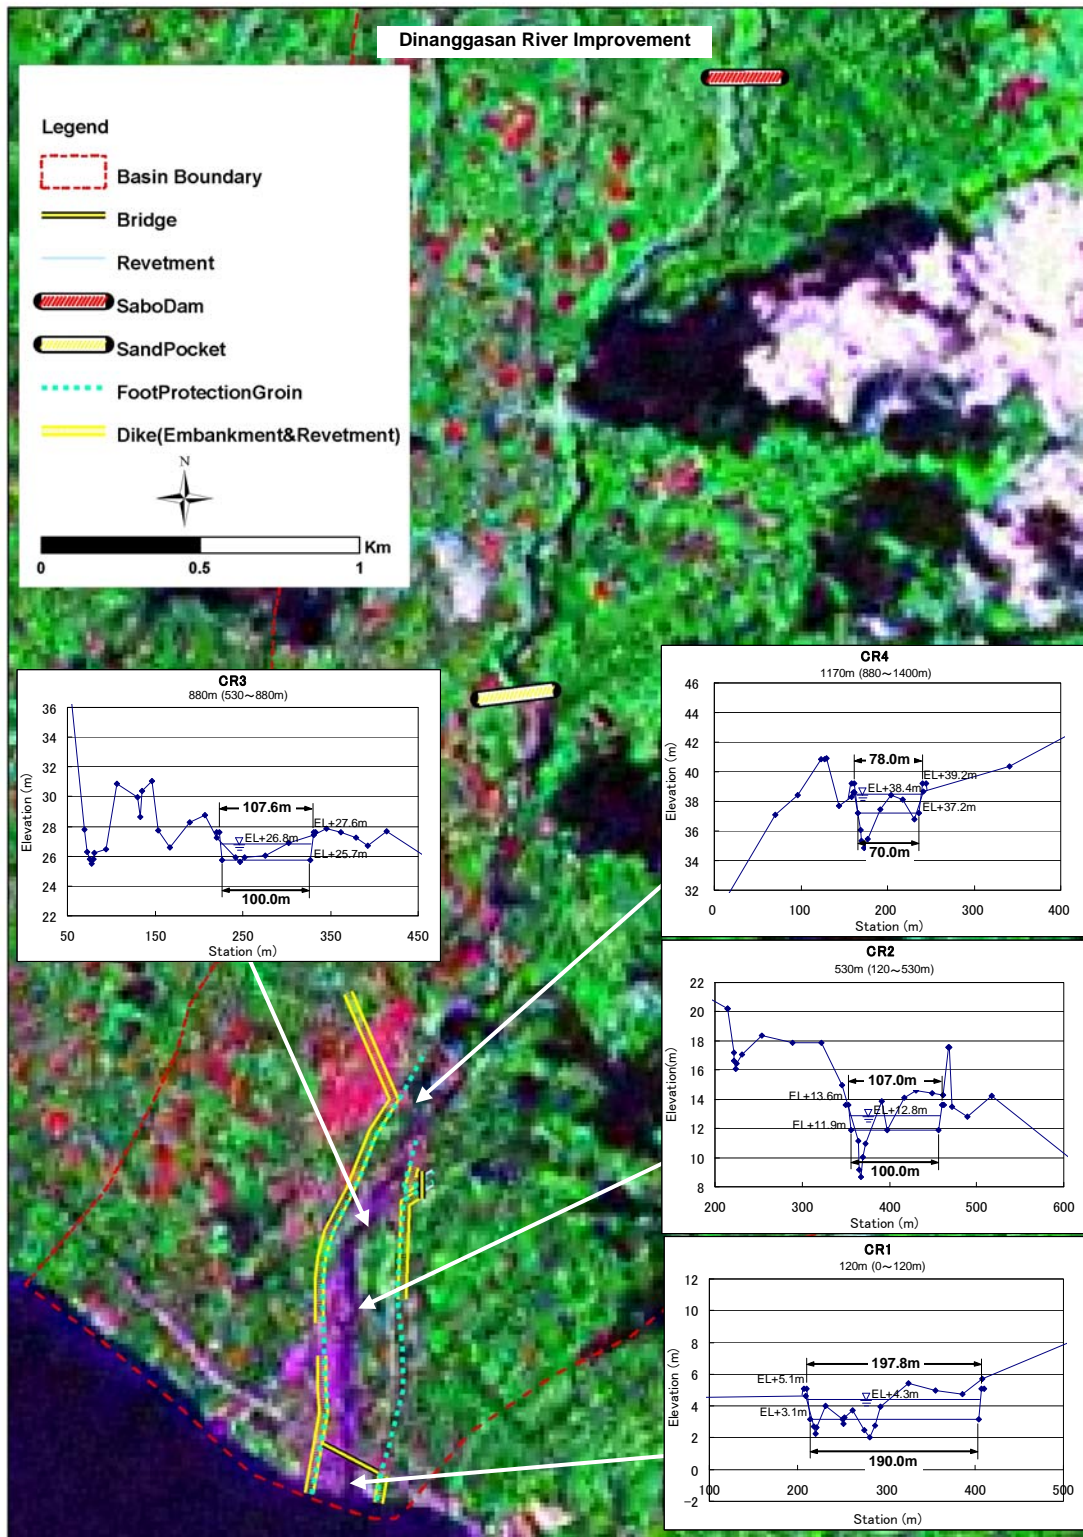 Dinanggasan River Improvement
Legend
Basin Boundary
Bridge
Revetment
SaboDam
SandPocket
FootProtectionGroin
Dike(Embankment&Revetment)
N
Km
0 0.5 1
CR3
880m (530~880m)
36
34
32
30
28
26
24
22
Elevation (m)
107.6m
EL+27.6m
EL+26.8m
EL+25.7m
100.0m
50 150 250 350 450
Station (m)
CR4
1170m (880~1400m)
46
44
42
40
38
36
34
32
Elevation (m)
78.0m
EL+39.2m
EL+38.4m
EL+37.2m
70.0m
0 100 200 300 400
Station (m)
CR2
530m (120~530m)
22
20
18
16
14
12
10
8
Elevation(m)
107.0m
EL+13.6m
EL+12.8m
EL+11.9m
100.0m
200 300 400 500 600
Station (m)
CR1
120m (0~120m)
12
10
8
6
4
2
0
-2
Elevation (m)
197.8m
EL+5.1m
EL+4.3m
EL+3.1m
190.0m
100 200 300 400 500
Station (m)